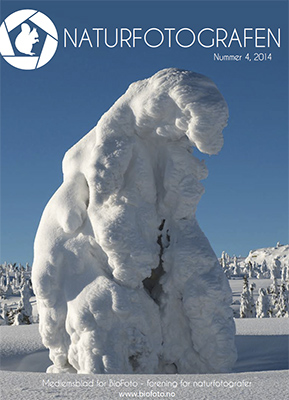 NATURFOTOGRAFEN
Nummer 4, 2014
Medlemsblad for BioFoto - forening for naturfotografer
www.biofoto.no